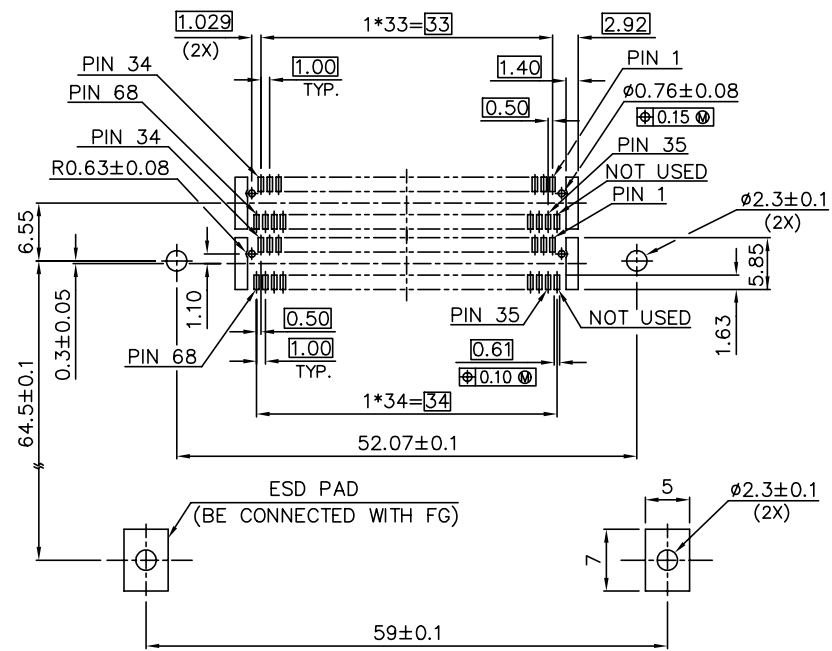 1.029
(2X)
1*33=33
2.92
PIN 34
1.00
TYP.
1.40
PIN 1
PIN 68
0.50
ø0.76±0.08
⌖ 0.15 Ⓜ
PIN 34
PIN 35
R0.63±0.08
NOT USED
PIN 1
ø2.3±0.1
(2X)
6.55
5.85
0.3±0.05
1.10
0.50
PIN 35
NOT USED
1.63
PIN 68
1.00
TYP.
0.61
⌖ 0.10 Ⓜ
1*34=34
64.5±0.1
52.07±0.1
ESD PAD
(BE CONNECTED WITH FG)
5
ø2.3±0.1
(2X)
7
59±0.1